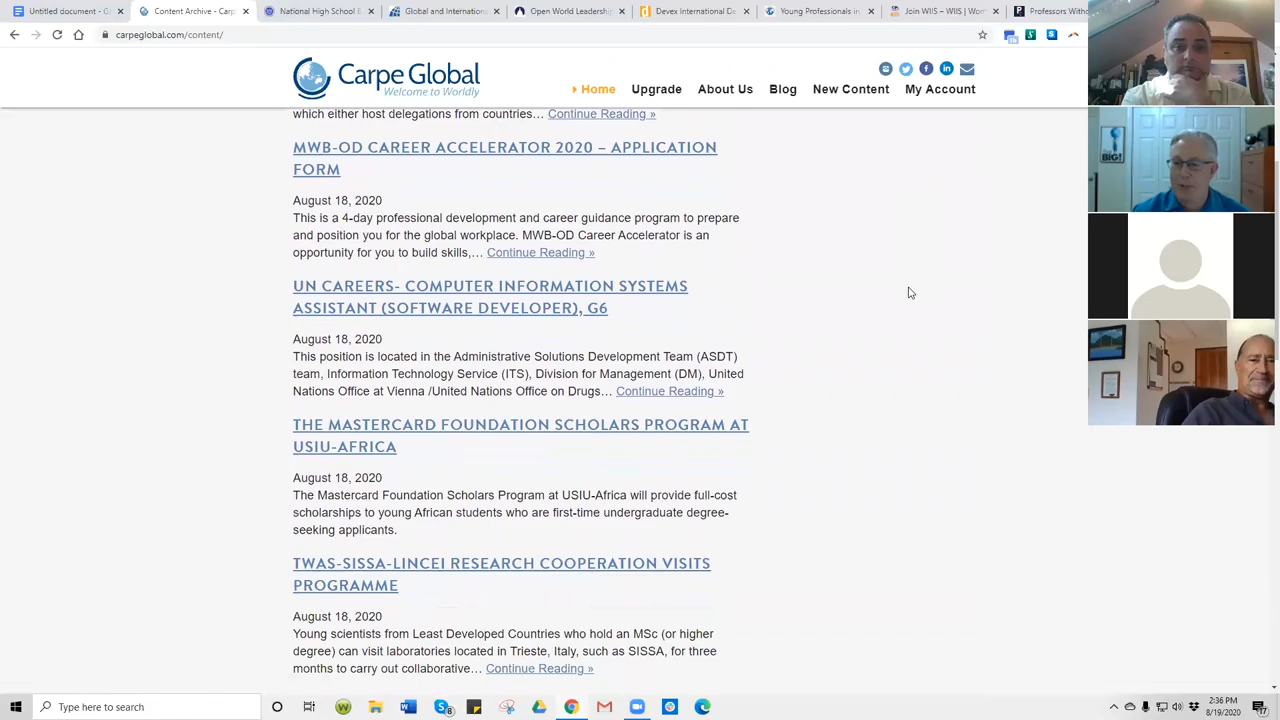 Untitled document - G
Content Archive - Carp
National High School E
Global and Internation
Open World Leadership
Devex International De
Young Professionals in
Join WIIS – WIIS | Wor
Professors Without
carpeglobal.com/content/
Carpe Global
Welcome to Worldly
Home
Upgrade
About Us
Blog
New Content
My Account
which either host delegations from countries… Continue Reading »
MWB-OD CAREER ACCELERATOR 2020 – APPLICATION
FORM
August 18, 2020
This is a 4-day professional development and career guidance program to prepare
and position you for the global workplace. MWB-OD Career Accelerator is an
opportunity for you to build skills,… Continue Reading »
UN CAREERS- COMPUTER INFORMATION SYSTEMS
ASSISTANT (SOFTWARE DEVELOPER), G6
August 18, 2020
This position is located in the Administrative Solutions Development Team (ASDT)
team, Information Technology Service (ITS), Division for Management (DM), United
Nations Office at Vienna /United Nations Office on Drugs… Continue Reading »
THE MASTERCARD FOUNDATION SCHOLARS PROGRAM AT
USIU-AFRICA
August 18, 2020
The Mastercard Foundation Scholars Program at USIU-Africa will provide full-cost
scholarships to young African students who are first-time undergraduate degree-
seeking applicants.
TWAS-SISSA-LINCEI RESEARCH COOPERATION VISITS
PROGRAMME
August 18, 2020
Young scientists from Least Developed Countries who hold an MSc (or higher
degree) can visit laboratories located in Trieste, Italy, such as SISSA, for three
months to carry out collaborative… Continue Reading »
BIG!
Type here to search
2:36 PM
8/19/2020